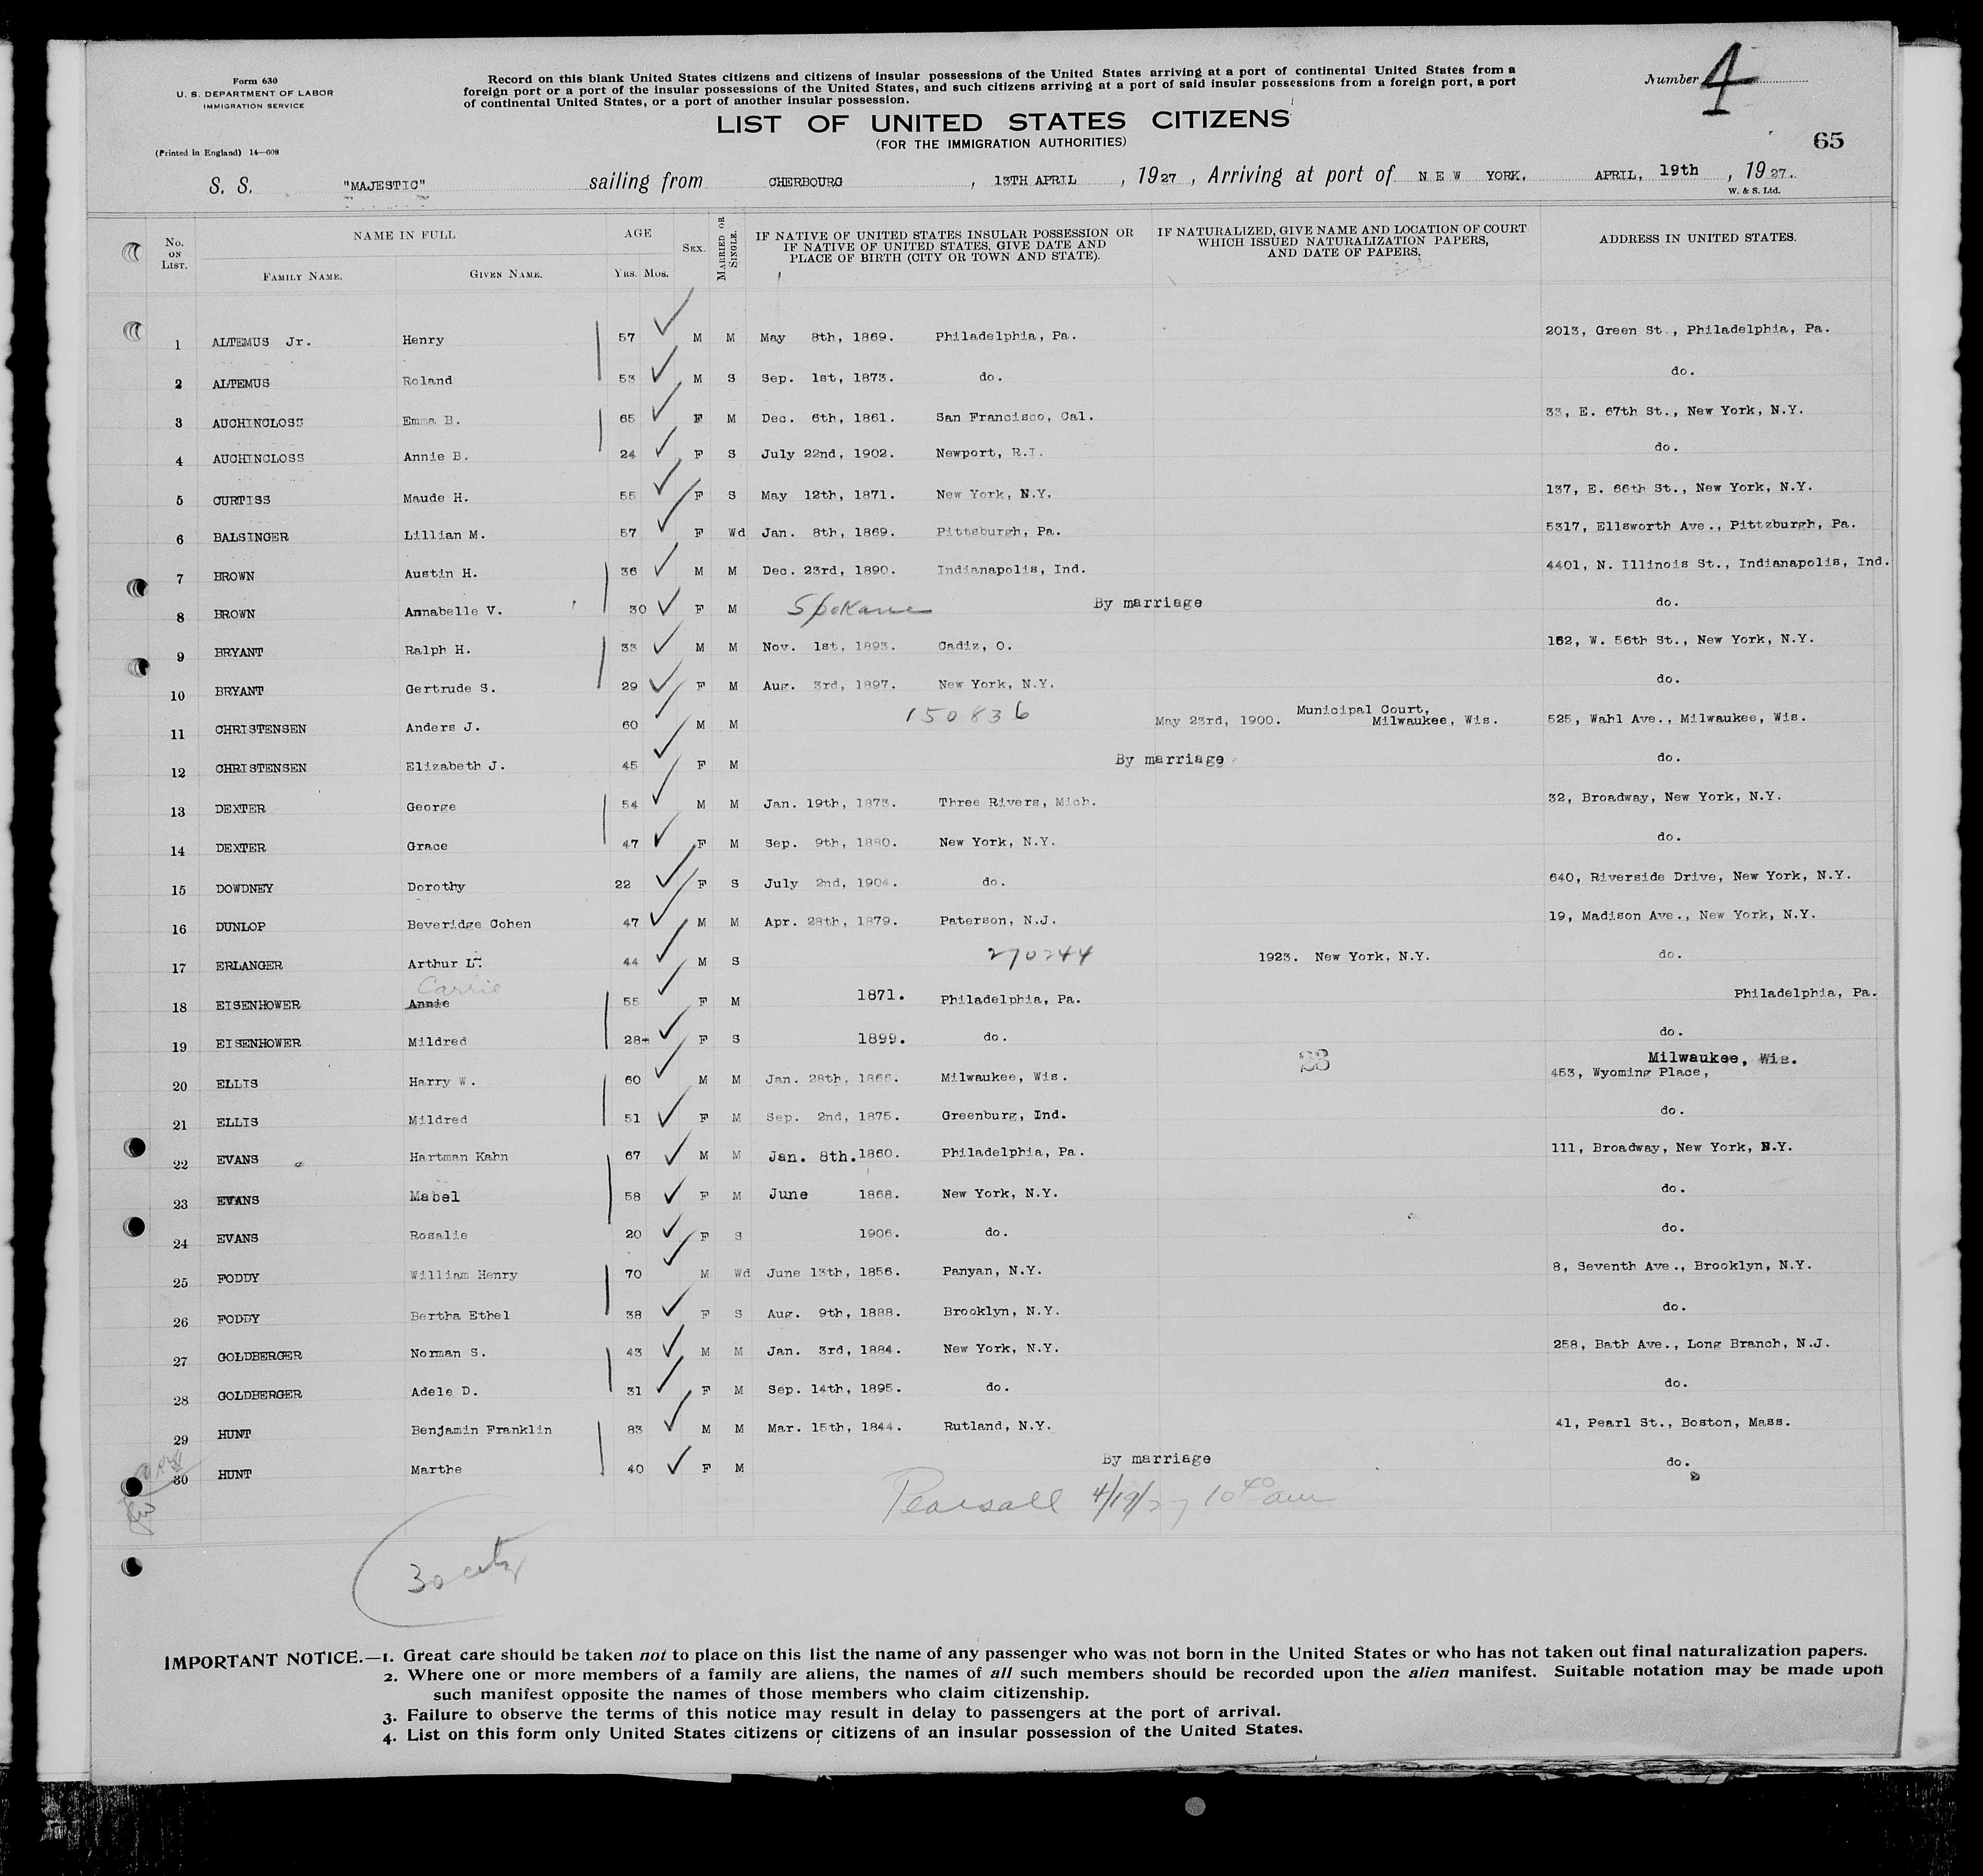 Form 630
U. S. DEPARTMENT OF LABOR
IMMIGRATION SERVICE
(Printed in England) 14—608
Record on this blank United States citizens and citizens of insular possessions of the United States arriving at a port of continental United States from a
foreign port or a port of the insular possessions of the United States, and such citizens arriving at a port of said insular possessions from a foreign port, a port
of continental United States, or a port of another insular possession.
Number 4
LIST OF UNITED STATES CITIZENS
(FOR THE IMMIGRATION AUTHORITIES)
65
S. S. "MAJESTIC" sailing from CHERBOURG , 13TH APRIL , 1927 , Arriving at port of NEW YORK, APRIL, 19th , 1927.
W. & S. Ltd.
No. ON LIST. NAME IN FULL AGE SEX. MARRIED OR SINGLE. IF NATIVE OF UNITED STATES INSULAR POSSESSION OR IF NATIVE OF UNITED STATES, GIVE DATE AND PLACE OF BIRTH (CITY OR TOWN AND STATE). IF NATURALIZED, GIVE NAME AND LOCATION OF COURT WHICH ISSUED NATURALIZATION PAPERS, AND DATE OF PAPERS. ADDRESS IN UNITED STATES.
FAMILY NAME. GIVEN NAME. YRS. MOS.
1 ALTEMUS Jr. Henry 57 M M May 8th, 1869. Philadelphia, Pa. 2013, Green St., Philadelphia, Pa.
2 ALTEMUS Roland 53 M S Sep. 1st, 1873. do. do.
3 AUCHINCLOSS Emma B. 65 F M Dec. 6th, 1861. San Francisco, Cal. 33, E. 67th St., New York, N.Y.
4 AUCHINCLOSS Annie B. 24 F S July 22nd, 1902. Newport, R.I. do.
5 CURTISS Maude H. 55 F S May 12th, 1871. New York, N.Y. 137, E. 66th St., New York, N.Y.
6 BALSINGER Lillian M. 57 F Wd Jan. 8th, 1869. Pittsburgh, Pa. 5317, Ellsworth Ave., Pittzburgh, Pa.
7 BROWN Austin H. 36 M M Dec. 23rd, 1890. Indianapolis, Ind. 4401, N. Illinois St., Indianapolis, Ind.
8 BROWN Annabelle V. 30 F M Spokane By marriage do.
9 BRYANT Ralph H. 33 M M Nov. 1st, 1893. Cadiz, O. 162, W. 56th St., New York, N.Y.
10 BRYANT Gertrude S. 29 F M Aug. 3rd, 1897. New York, N.Y. do.
11 CHRISTENSEN Anders J. 60 M M 150836 May 23rd, 1900. Municipal Court, Milwaukee, Wis. 525, Wahl Ave., Milwaukee, Wis.
12 CHRISTENSEN Elizabeth J. 45 F M By marriage do.
13 DEXTER George 54 M M Jan. 19th, 1873. Three Rivers, Mich. 32, Broadway, New York, N.Y.
14 DEXTER Grace 47 F M Sep. 9th, 1880. New York, N.Y. do.
15 DOWDNEY Dorothy 22 F S July 2nd, 1904. do. 640, Riverside Drive, New York, N.Y.
16 DUNLOP Beveridge Cohen 47 M M Apr. 28th, 1879. Paterson, N.J. 19, Madison Ave., New York, N.Y.
17 ERLANGER Arthur L. 44 M S 270244 1923. New York, N.Y. do.
Carrie
18 EISENHOWER Annie 55 F M 1871. Philadelphia, Pa. Philadelphia, Pa.
19 EISENHOWER Mildred 28 F S 1899. do. do.
28
Milwaukee, Wis.
20 ELLIS Harry W. 60 M M Jan. 28th, 1866. Milwaukee, Wis. 453, Wyoming Place,
21 ELLIS Mildred 51 F M Sep. 2nd, 1875. Greenburg, Ind. do.
22 EVANS Hartman Kahn 67 M M Jan. 8th. 1860. Philadelphia, Pa. 111, Broadway, New York, N.Y.
23 EVANS Mabel 58 F M June 1868. New York, N.Y. do.
24 EVANS Rosalie 20 F S 1906. do. do.
25 FODDY William Henry 70 M Wd June 13th, 1856. Panyan, N.Y. 8, Seventh Ave., Brooklyn, N.Y.
26 FODDY Bertha Ethel 38 F S Aug. 9th, 1888. Brooklyn, N.Y. do.
27 GOLDBERGER Norman S. 43 M M Jan. 3rd, 1884. New York, N.Y. 258, Bath Ave., Long Branch, N.J.
28 GOLDBERGER Adele D. 31 F M Sep. 14th, 1895. do. do.
29 HUNT Benjamin Franklin 83 M M Mar. 15th, 1844. Rutland, N.Y. 41, Pearl St., Boston, Mass.
30 HUNT Marthe 40 F M By marriage do.
Pearsall 4/19/27 10 40 am
30
IMPORTANT NOTICE.—1. Great care should be taken not to place on this list the name of any passenger who was not born in the United States or who has not taken out final naturalization papers.
2. Where one or more members of a family are aliens, the names of all such members should be recorded upon the alien manifest. Suitable notation may be made upon
such manifest opposite the names of those members who claim citizenship.
3. Failure to observe the terms of this notice may result in delay to passengers at the port of arrival.
4. List on this form only United States citizens or citizens of an insular possession of the United States.